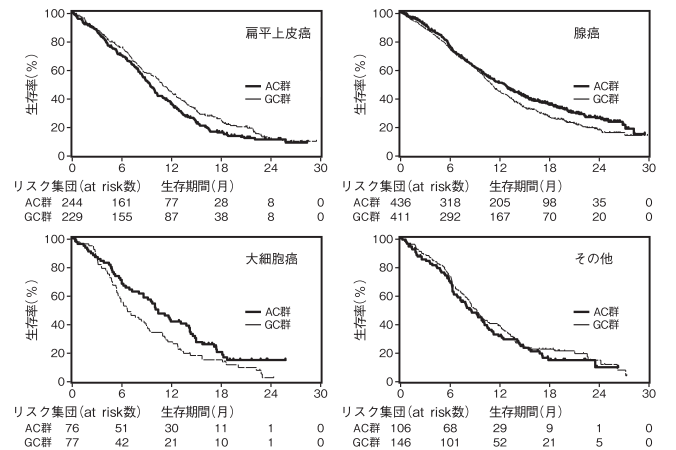 扁平上皮癌
生存率(%)
100
80
60
40
20
0
AC群
GC群
0 6 12 18 24 30
リスク集団(at risk数) 生存期間(月)
AC群 244 161 77 28 8 0
GC群 229 155 87 38 8 0
腺癌
生存率(%)
100
80
60
40
20
0
AC群
GC群
0 6 12 18 24 30
リスク集団(at risk数) 生存期間(月)
AC群 436 318 205 98 35 0
GC群 411 292 167 70 20 0
大細胞癌
生存率(%)
100
80
60
40
20
0
AC群
GC群
0 6 12 18 24 30
リスク集団(at risk数) 生存期間(月)
AC群 76 51 30 11 1 0
GC群 77 42 21 10 1 0
その他
生存率(%)
100
80
60
40
20
0
AC群
GC群
0 6 12 18 24 30
リスク集団(at risk数) 生存期間(月)
AC群 106 68 29 9 1 0
GC群 146 101 52 21 5 0